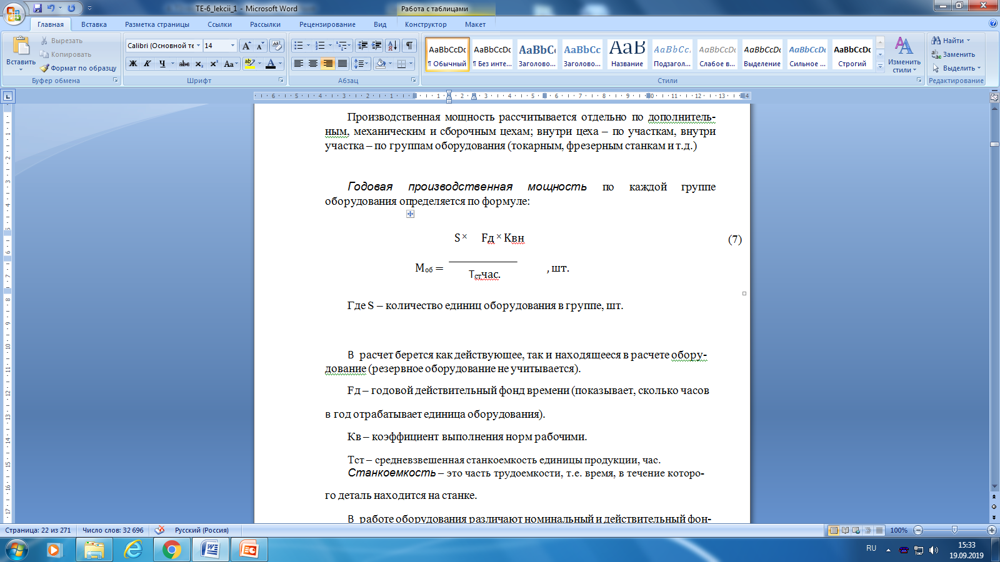 TE-6_lekcii_1 - Microsoft Word
Работа с таблицами
Главная Вставка Разметка страницы Ссылки Рассылки Рецензирование Вид Конструктор Макет
Вставить
Вырезать
Копировать
Формат по образцу
Буфер обмена
Calibri (Основной те 14
Ж К Ч abc x₂ x² Aa
Шрифт
Абзац
AaBbCcDc AaBbCcDc AaBbCc AaBbCc АаВ AaBbCc. AaBbCcDc AaBbCcDc AaBbCcDc AaBbCcDc
¶ Обычный ¶ Без инте... Заголово... Заголово... Название Подзагол... Слабое в... Выделение Сильное ... Строгий
Стили
Изменить стили
Найти
Заменить
Выделить
Редактирование
Производственная мощность рассчитывается отдельно по дополнитель-
ным, механическим и сборочным цехам; внутри цеха – по участкам, внутри
участка – по группам оборудования (токарным, фрезерным станкам и т.д.)
Годовая производственная мощность по каждой группе
оборудования определяется по формуле:
S × Fд × Квн (7)
Моб = , шт.
Тстчас.
Где S – количество единиц оборудования в группе, шт.
В расчет берется как действующее, так и находящееся в расчете обору-
дование (резервное оборудование не учитывается).
Fд – годовой действительный фонд времени (показывает, сколько часов
в год отрабатывает единица оборудования).
Кв – коэффициент выполнения норм рабочими.
Тст – средневзвешенная станкоемкость единицы продукции, час.
Станкоемкость – это часть трудоемкости, т.е. время, в течение которо-
го деталь находится на станке.
В работе оборудования различают номинальный и действительный фон-
Страница: 22 из 271 Число слов: 32 696 Русский (Россия) 100%
RU 15:33
19.09.2019